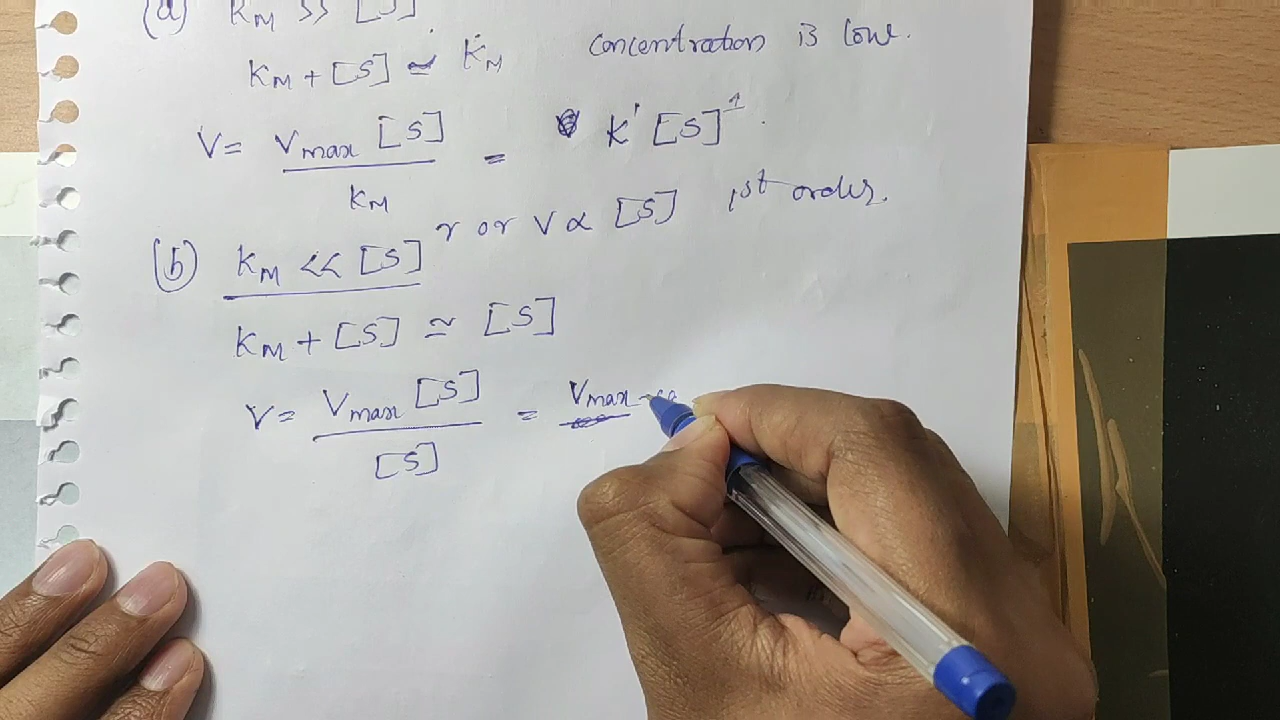 (a) KM >> [S]
KM + [S] ≃ KM concentration is low.
V = Vmax [S] / KM = K' [S]^1.
r or V ∝ [S] 1st order.
(b) KM << [S]
KM + [S] ≃ [S]
V = Vmax [S] / [S] = Vmax